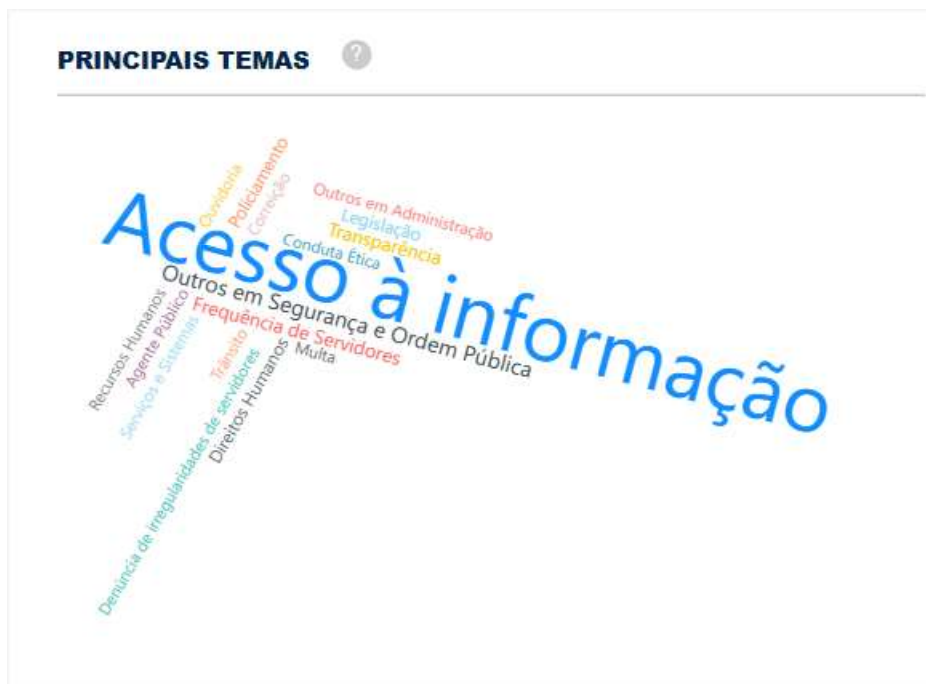 PRINCIPAIS TEMAS
?
Ouvidoria
Policiamento
Correição
Outros em Administração
Legislação
Transparência
Conduta Ética
Acesso à informação
Outros em Segurança e Ordem Pública
Frequência de Servidores
Multa
Recursos Humanos
Agente Público
Serviços e Sistemas
Trânsito
Denúncia de irregularidades de servidores
Direitos Humanos